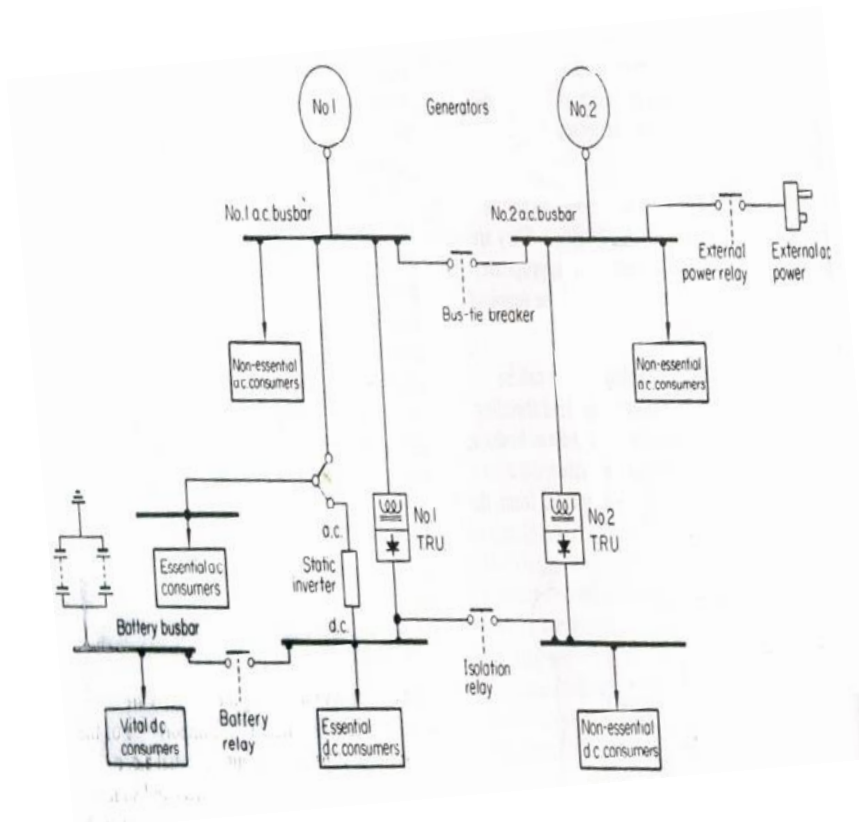 No.1
Generators
No.2
No.1 a.c. busbar
No.2 a.c. busbar
External
power relay
External ac
power
Bus-tie breaker
Non-essential
a.c. consumers
Non-essential
a.c. consumers
No.1
T.R.U.
No.2
T.R.U.
a.c.
Static
inverter
d.c.
Essential a.c.
consumers
Battery busbar
Isolation
relay
Vital d.c.
consumers
Battery
relay
Essential
d.c. consumers
Non-essential
d.c. consumers